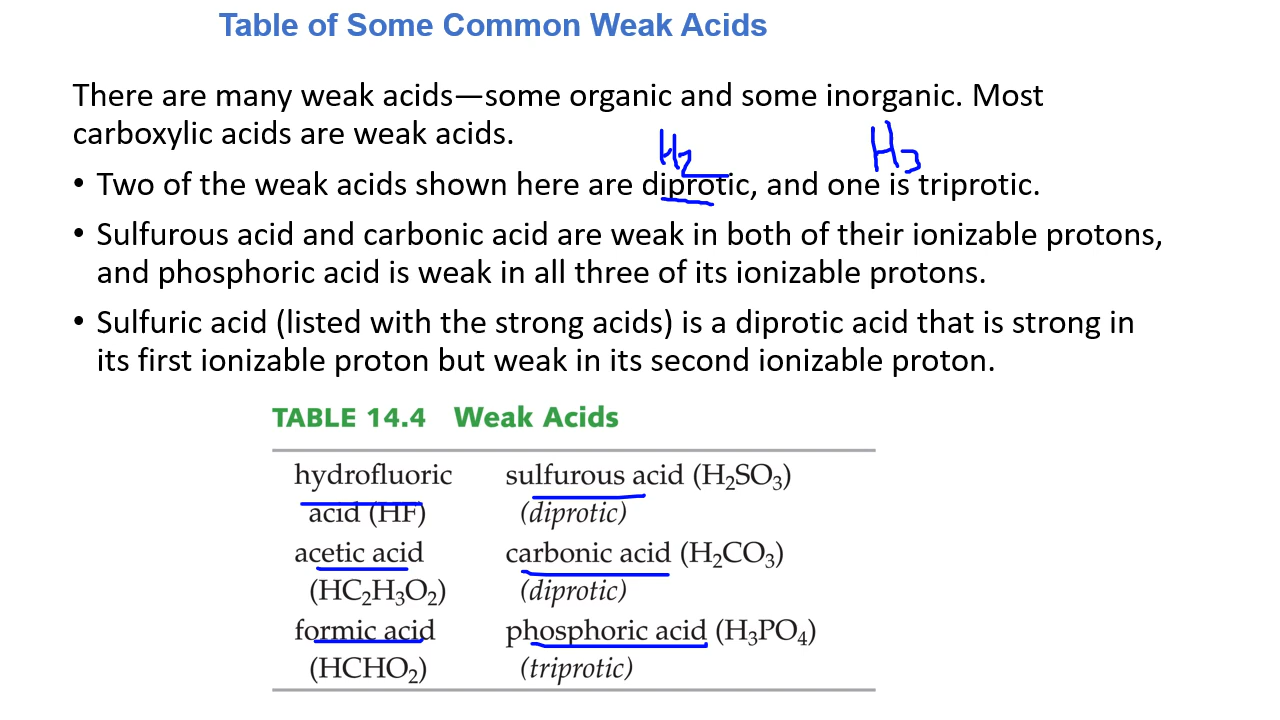 Table of Some Common Weak Acids
There are many weak acids—some organic and some inorganic. Most
carboxylic acids are weak acids.
H2 H3
• Two of the weak acids shown here are diprotic, and one is triprotic.
• Sulfurous acid and carbonic acid are weak in both of their ionizable protons,
and phosphoric acid is weak in all three of its ionizable protons.
• Sulfuric acid (listed with the strong acids) is a diprotic acid that is strong in
its first ionizable proton but weak in its second ionizable proton.
TABLE 14.4 Weak Acids
hydrofluoric sulfurous acid (H₂SO₃)
acid (HF) (diprotic)
acetic acid carbonic acid (H₂CO₃)
(HC₂H₃O₂) (diprotic)
formic acid phosphoric acid (H₃PO₄)
(HCHO₂) (triprotic)